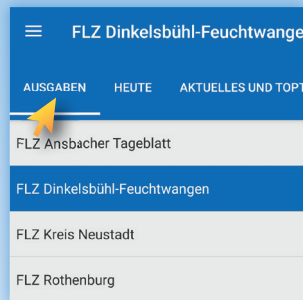 FLZ Dinkelsbühl-Feuchtwange
AUSGABEN HEUTE AKTUELLES UND TOPT
FLZ Ansbacher Tageblatt
FLZ Dinkelsbühl-Feuchtwangen
FLZ Kreis Neustadt
FLZ Rothenburg